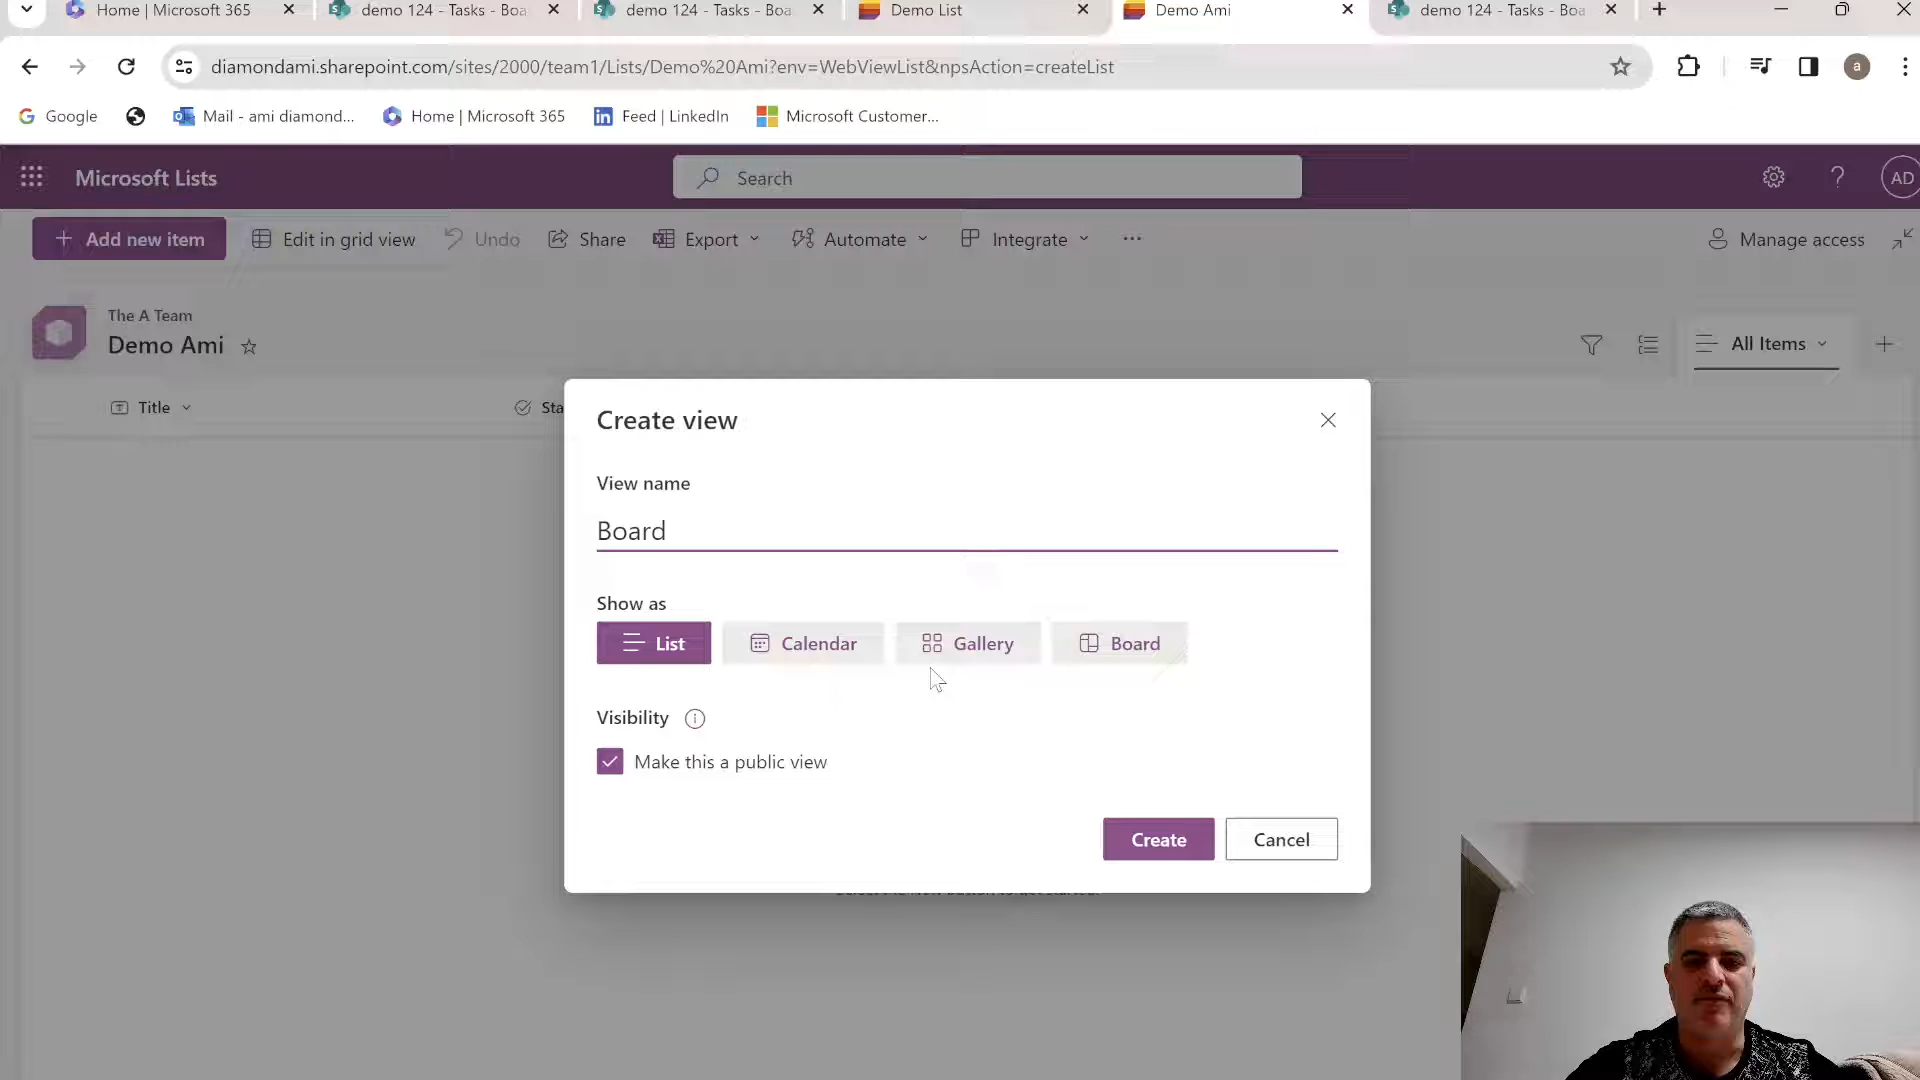 Home | Microsoft 365
demo 124 - Tasks - Boa
demo 124 - Tasks - Boa
Demo List
Demo Ami
demo 124 - Tasks - Boa
diamondami.sharepoint.com/sites/2000/team1/Lists/Demo%20Ami?env=WebViewList&npsAction=createList
a
Google
Mail - ami diamond...
Home | Microsoft 365
Feed | LinkedIn
Microsoft Customer...
Microsoft Lists
Search
AD
Add new item
Edit in grid view
Undo
Share
Export
Automate
Integrate
Manage access
The A Team
Demo Ami
All Items
Title
Sta
Create view
View name
Board
Show as
List
Calendar
Gallery
Board
Visibility
Make this a public view
Create
Cancel